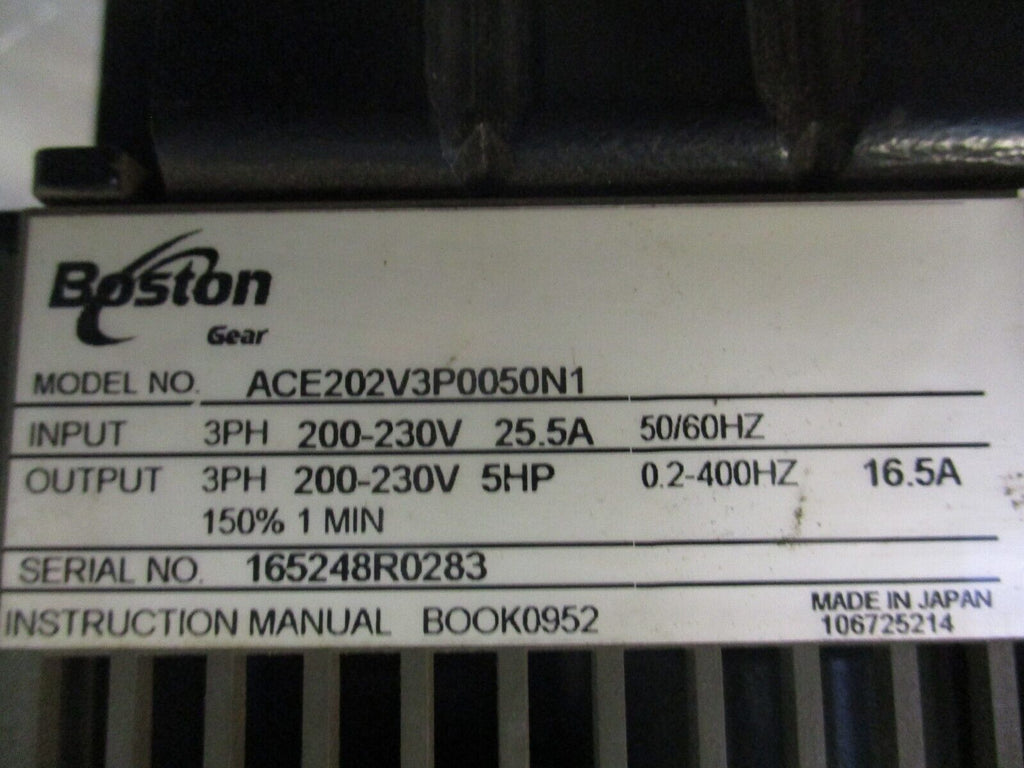 Boston
Gear
MODEL NO. ACE202V3P0050N1
INPUT 3PH 200-230V 25.5A 50/60HZ
OUTPUT 3PH 200-230V 5HP 0.2-400HZ 16.5A
150% 1 MIN
SERIAL NO. 165248R0283
INSTRUCTION MANUAL BOOK0952
MADE IN JAPAN
106725214